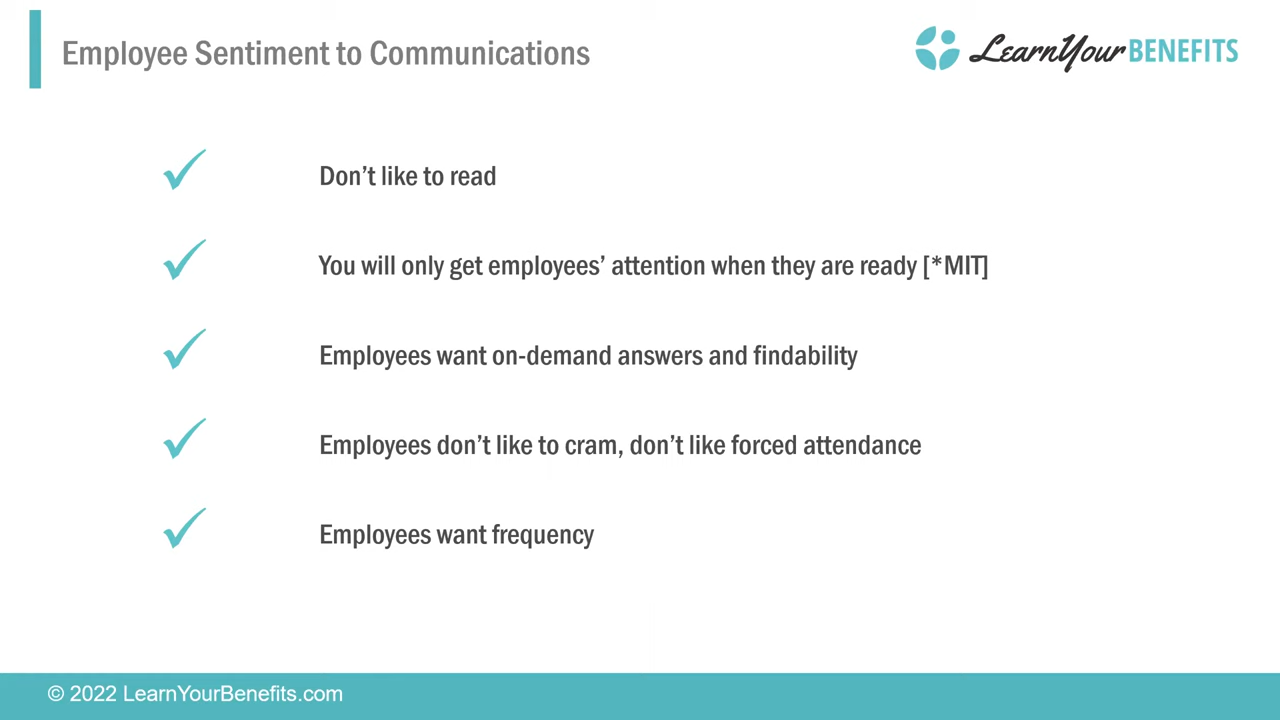 Employee Sentiment to Communications
LearnYour BENEFITS
Don’t like to read
You will only get employees’ attention when they are ready [*MIT]
Employees want on-demand answers and findability
Employees don’t like to cram, don’t like forced attendance
Employees want frequency
© 2022 LearnYourBenefits.com